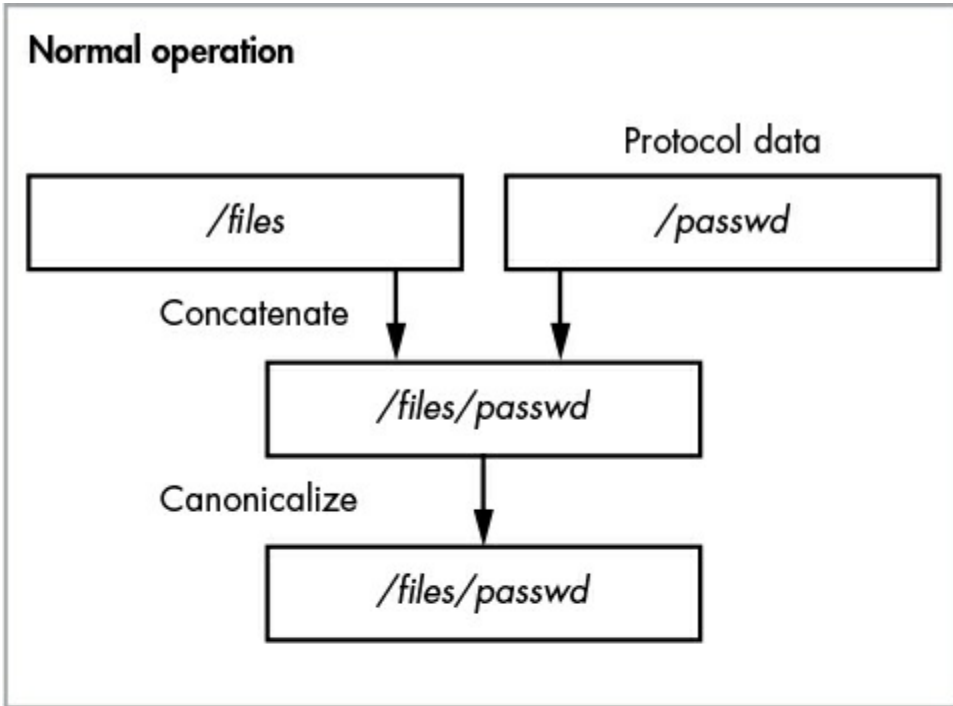 Normal operation
Protocol data
/files
/passwd
Concatenate
/files/passwd
Canonicalize
/files/passwd